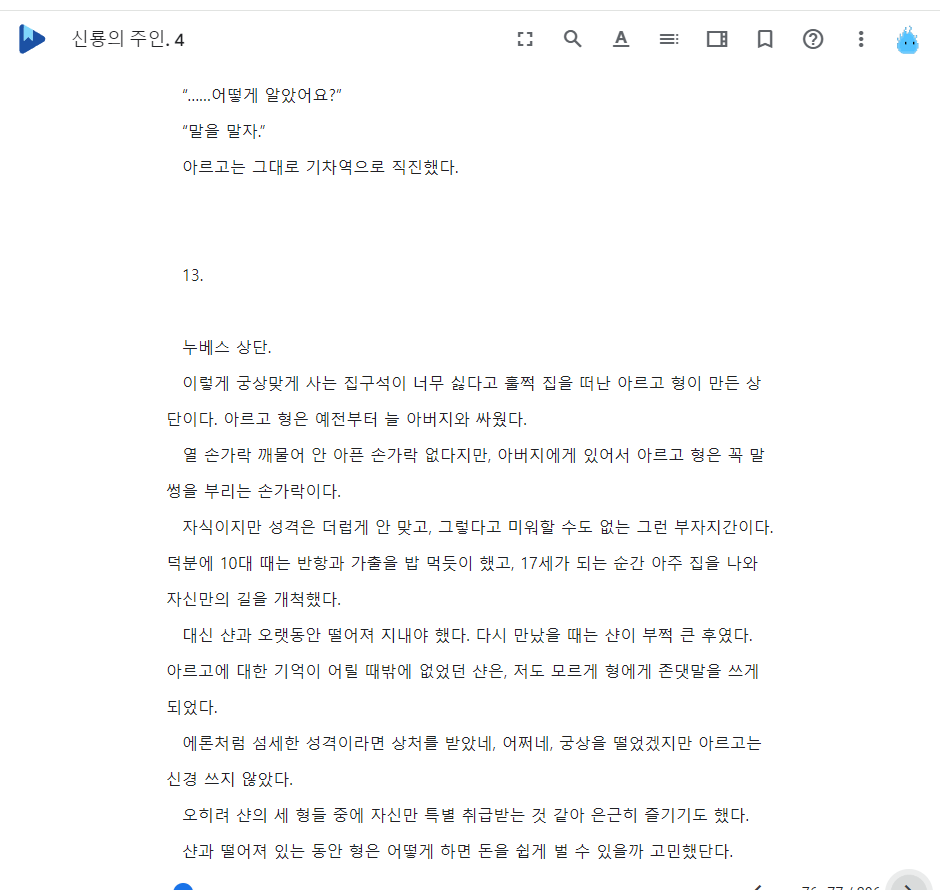 신룡의 주인. 4
“......어떻게 알았어요?”
“말을 말자.”
아르고는 그대로 기차역으로 직진했다.
13.
누베스 상단.
이렇게 궁상맞게 사는 집구석이 너무 싫다고 훌쩍 집을 떠난 아르고 형이 만든 상
단이다. 아르고 형은 예전부터 늘 아버지와 싸웠다.
열 손가락 깨물어 안 아픈 손가락 없다지만, 아버지에게 있어서 아르고 형은 꼭 말
썽을 부리는 손가락이다.
자식이지만 성격은 더럽게 안 맞고, 그렇다고 미워할 수도 없는 그런 부자지간이다.
덕분에 10대 때는 반항과 가출을 밥 먹듯이 했고, 17세가 되는 순간 아주 집을 나와
자신만의 길을 개척했다.
대신 샨과 오랫동안 떨어져 지내야 했다. 다시 만났을 때는 샨이 부쩍 큰 후였다.
아르고에 대한 기억이 어릴 때밖에 없었던 샨은, 저도 모르게 형에게 존댓말을 쓰게
되었다.
에론처럼 섬세한 성격이라면 상처를 받았네, 어쩌네, 궁상을 떨었겠지만 아르고는
신경 쓰지 않았다.
오히려 샨의 세 형들 중에 자신만 특별 취급받는 것 같아 은근히 즐기기도 했다.
샨과 떨어져 있는 동안 형은 어떻게 하면 돈을 쉽게 벌 수 있을까 고민했단다.